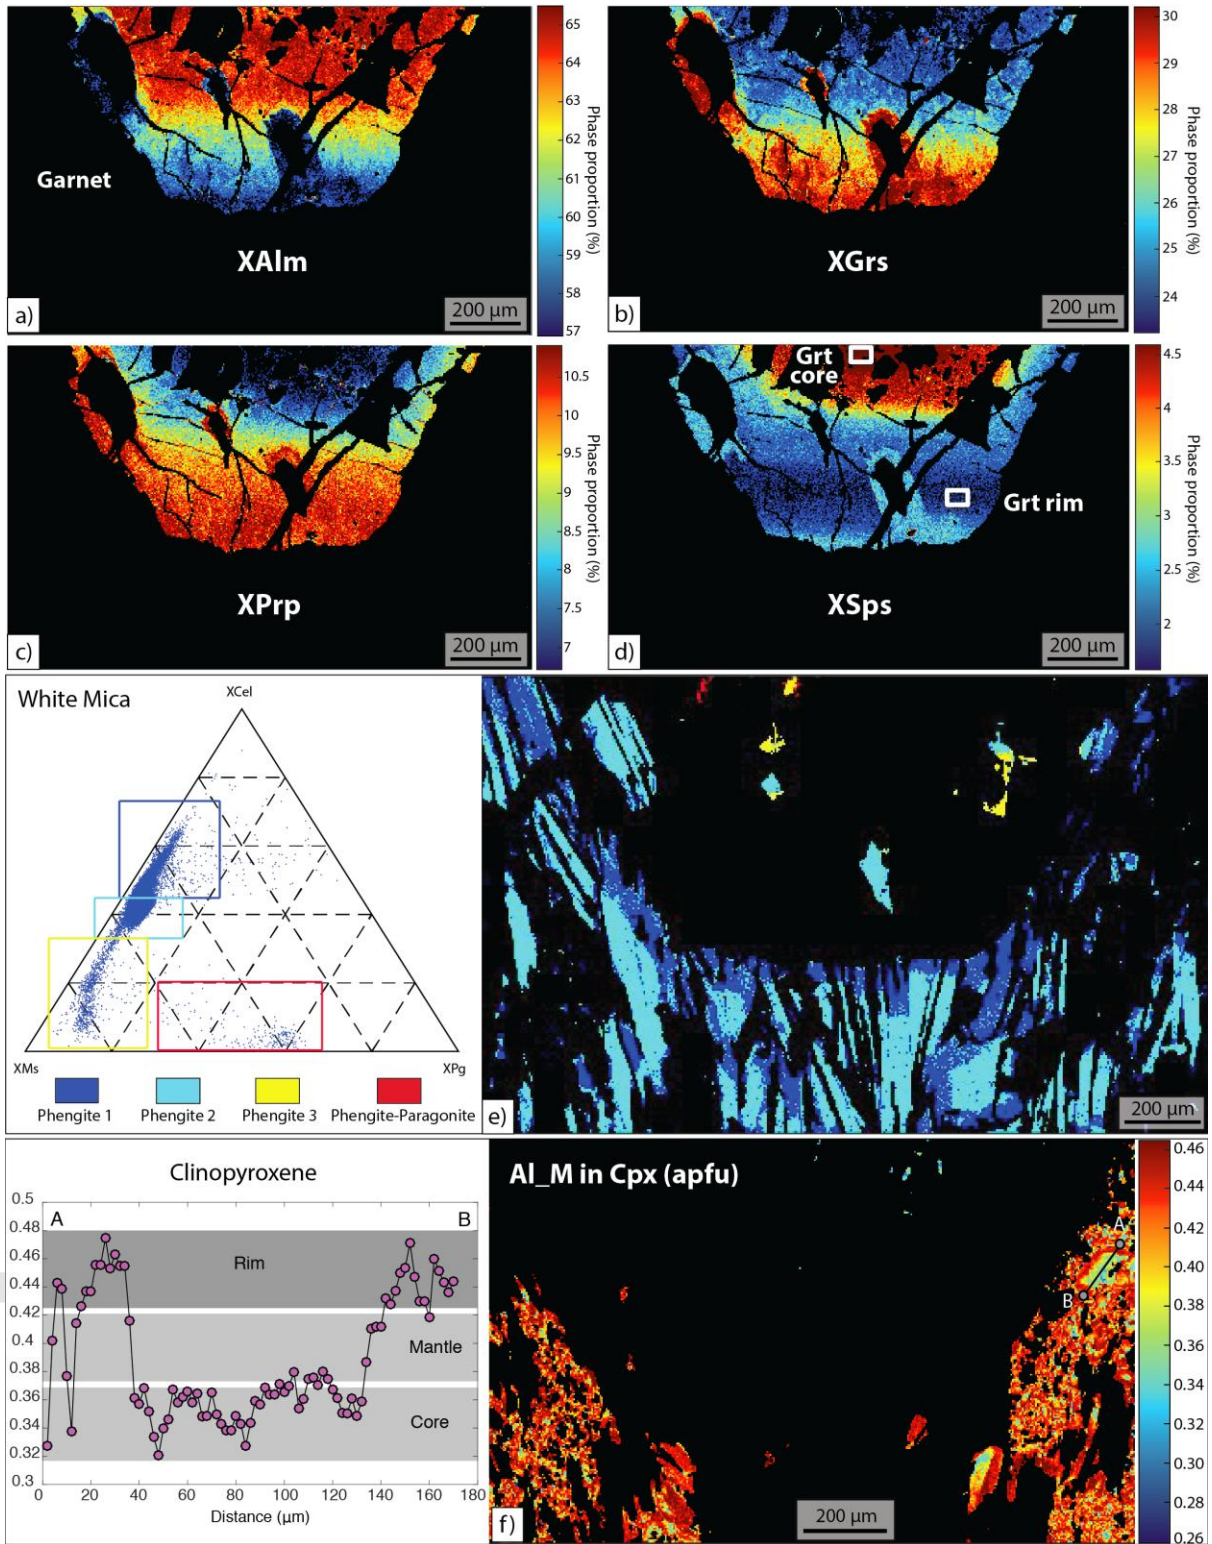 Garnet
XAlm
a)
200 µm
65
64
63
62
61
60
59
58
57
Phase proportion (%)
XGrs
b)
200 µm
30
29
28
27
26
25
24
Phase proportion (%)
XPrp
c)
200 µm
10.5
10
9.5
9
8.5
8
7.5
7
Phase proportion (%)
Grt
core
Grt rim
XSps
d)
200 µm
4.5
4
3.5
3
2.5
2
Phase proportion (%)
White Mica
XCel
XMs
XPg
Phengite 1
Phengite 2
Phengite 3
Phengite-Paragonite
e)
200 µm
Clinopyroxene
0.5
0.48
0.46
0.44
0.42
0.4
0.38
0.36
0.34
0.32
0.3
A
B
Rim
Mantle
Core
0
20
40
60
80
100
120
140
160
180
Distance (µm)
Al_M in Cpx (apfu)
A
B
f)
200 µm
0.46
0.44
0.42
0.40
0.38
0.36
0.34
0.32
0.30
0.28
0.26